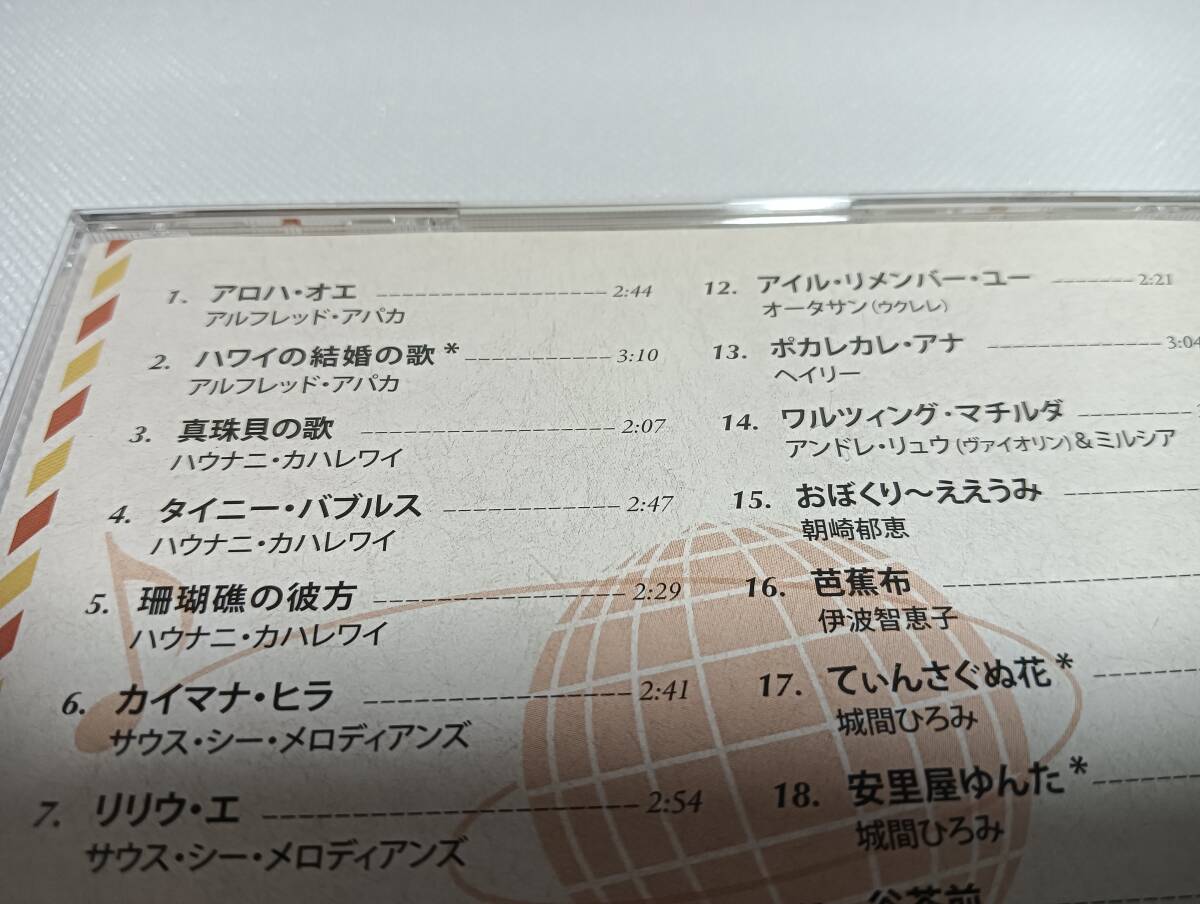 1. アロハ・オエ 2:44
アルフレッド・アパカ
2. ハワイの結婚の歌* 3:10
アルフレッド・アパカ
3. 真珠貝の歌 2:07
ハウナニ・カハレワイ
4. タイニー・バブルス 2:47
ハウナニ・カハレワイ
5. 珊瑚礁の彼方 2:29
ハウナニ・カハレワイ
6. カイマナ・ヒラ 2:41
サウス・シー・メロディアンズ
7. リリウ・エ 2:54
サウス・シー・メロディアンズ
12. アイル・リメンバー・ユー 2:21
オータサン(ウクレレ)
13. ポカレカレ・アナ 3:04
ヘイリー
14. ワルツィング・マチルダ
アンドレ・リュウ(ヴァイオリン)&ミルシア
15. おぼくり〜ええうみ
朝崎郁恵
16. 芭蕉布
伊波智恵子
17. てぃんさぐぬ花*
城間ひろみ
18. 安里屋ゆんた*
城間ひろみ
谷茶前